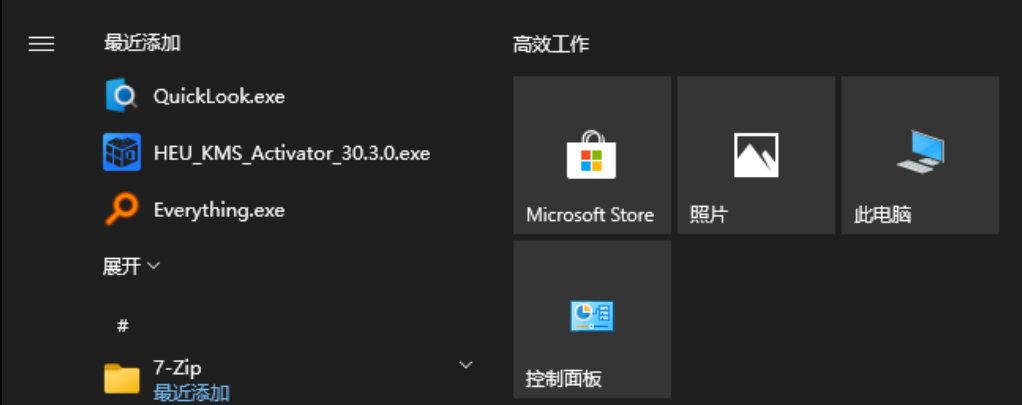 最近添加
QuickLook.exe
HEU_KMS_Activator_30.3.0.exe
Everything.exe
展开
#
7-Zip
最近添加
高效工作
Microsoft Store
照片
此电脑
控制面板